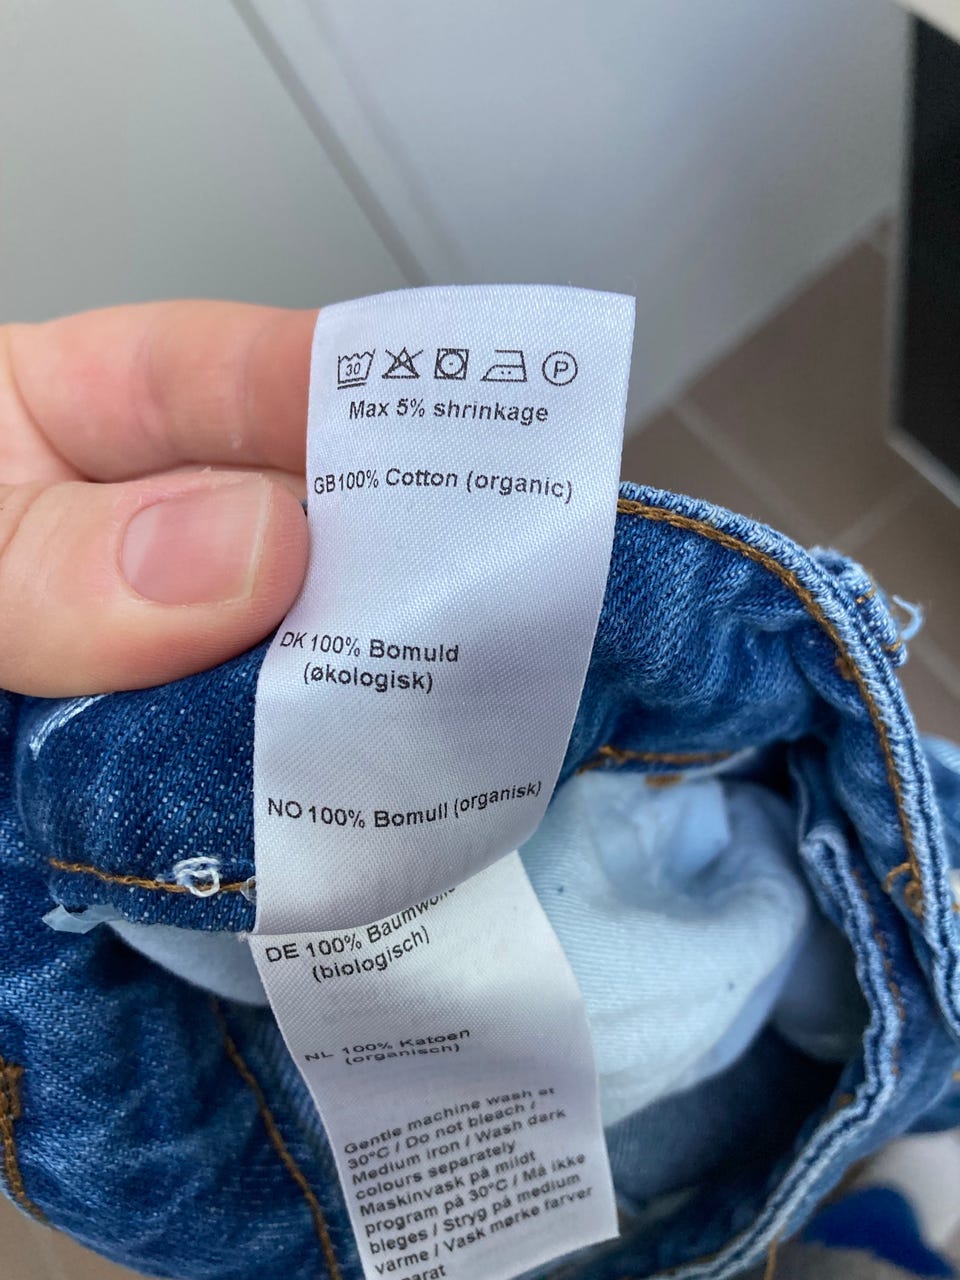 30 P
Max 5% shrinkage
GB100% Cotton (organic)
DK 100% Bomuld
(økologisk)
NO 100% Bomull (organisk)
DE 100%
(biologisch)
NL 100% Katoen
(organisch)
Gentle machine wash at
30°C / Do not bleach /
Medium iron / Wash dark
colours separately
Maskinvask på mildt
program på 30°C / Må ikke
bleges / Stryg på medium
varme / Vask mørke farver